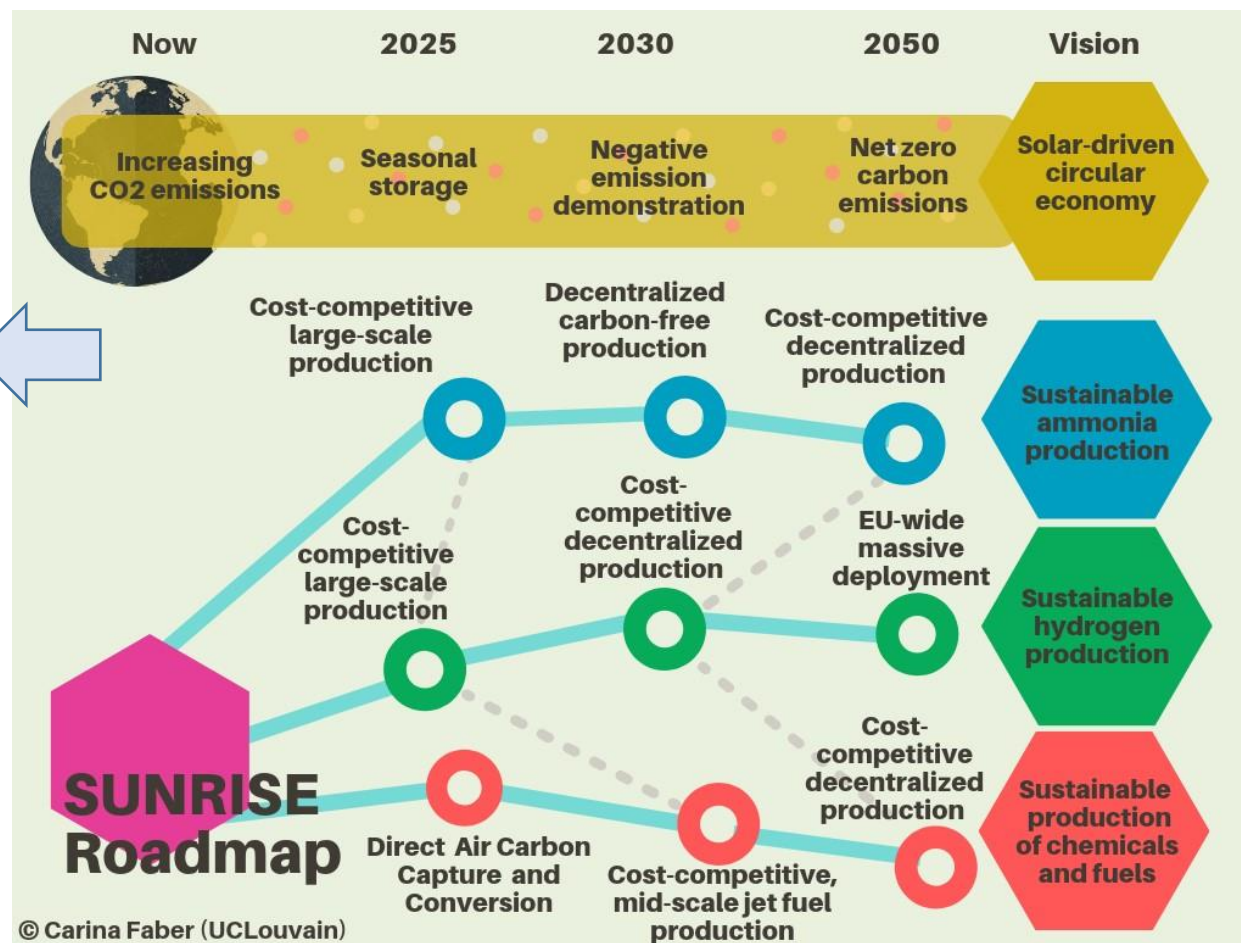 Now 2025 2030 2050 Vision
Increasing
CO2 emissions
Seasonal
storage
Negative
emission
demonstration
Net zero
carbon
emissions
Solar-driven
circular
economy
Cost-competitive
large-scale
production
Decentralized
carbon-free
production
Cost-competitive
decentralized
production
Sustainable
ammonia
production
Cost-
competitive
large-scale
production
Cost-
competitive
decentralized
production
EU-wide
massive
deployment
Sustainable
hydrogen
production
SUNRISE
Roadmap
Direct Air Carbon
Capture and
Conversion
Cost-competitive,
mid-scale jet fuel
production
Cost-
competitive
decentralized
production
Sustainable
production
of chemicals
and fuels
© Carina Faber (UCLouvain)